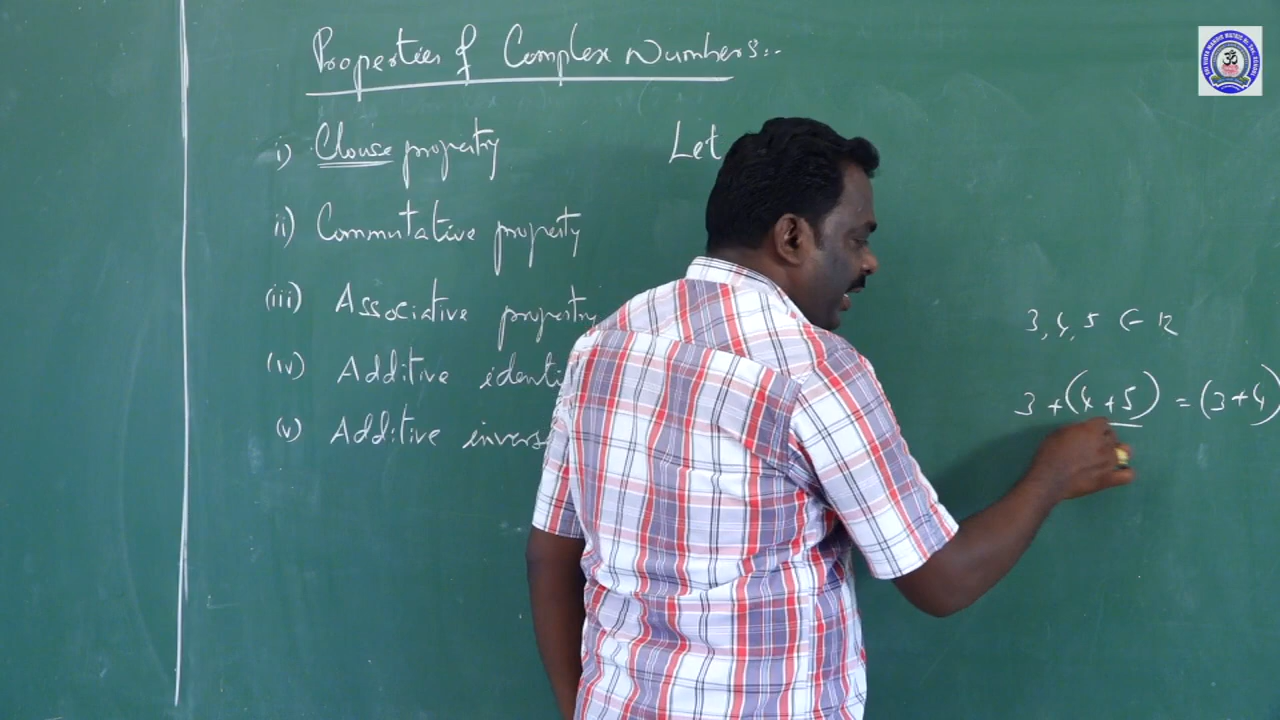 Properties of Complex Numbers:-
i) Clousre property
Let
ii) Commutative property
(iii) Associative property
(iv) Additive identi
(v) Additive invers
3, 4, 5 ∈ R
3 + (4 + 5) = (3 + 4)